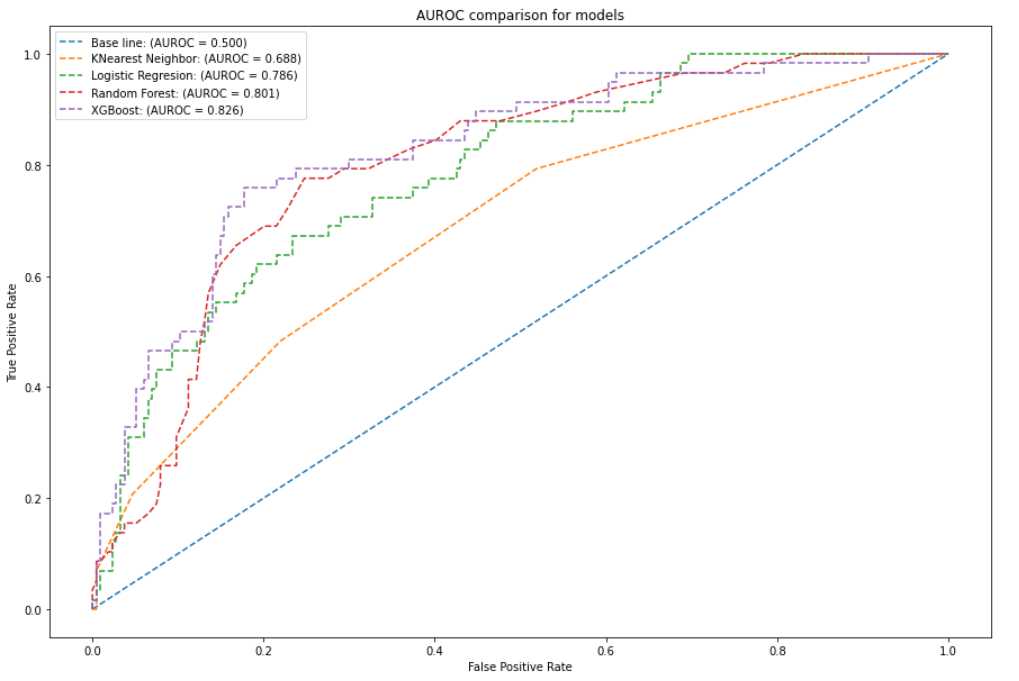 AUROC comparison for models
Base line: (AUROC = 0.500)
KNearest Neighbor: (AUROC = 0.688)
Logistic Regresion: (AUROC = 0.786)
Random Forest: (AUROC = 0.801)
XGBoost: (AUROC = 0.826)
1.0
0.8
0.6
0.4
0.2
0.0
True Positive Rate
0.0 0.2 0.4 0.6 0.8 1.0
False Positive Rate